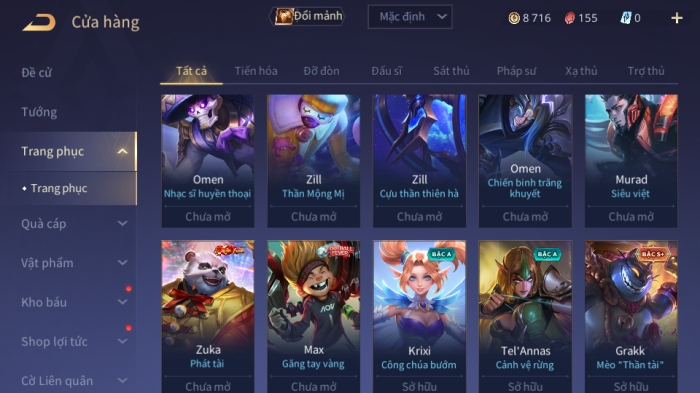 Cửa hàng
Đổi mảnh
Mặc định
8 716
155
0
Đề cử
Tướng
Trang phục
Trang phục
Quà cáp
Vật phẩm
Kho báu
Shop lợi tức
Cờ Liên quân
Tất cả Tiến hóa Đỡ đòn Đấu sĩ Sát thủ Pháp sư Xạ thủ Trợ thủ
Omen
Nhạc sĩ huyền thoại
Chưa mở
Zill
Thần Mộng Mị
Chưa mở
Zill
Cựu thần thiên hà
Chưa mở
Omen
Chiến binh trăng
khuyết
Chưa mở
Murad
Siêu việt
Chưa mở
Zuka
Phát tài
Chưa mở
Max
Găng tay vàng
Chưa mở
BẬC A
Krixi
Công chúa bướm
Sở hữu
BẬC A
Tel'Annas
Cảnh vệ rừng
Sở hữu
BẬC S+
Grakk
Mèo "Thần tài"
Sở hữu